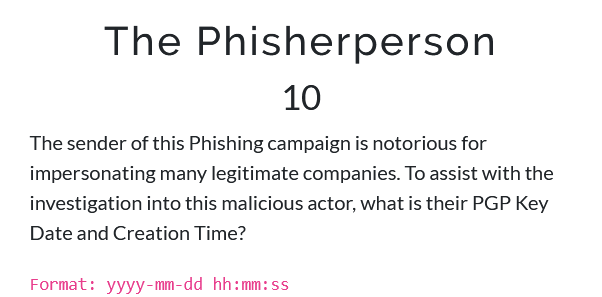 The Phisherperson
10
The sender of this Phishing campaign is notorious for
impersonating many legitimate companies. To assist with the
investigation into this malicious actor, what is their PGP Key
Date and Creation Time?
Format: yyyy-mm-dd hh:mm:ss